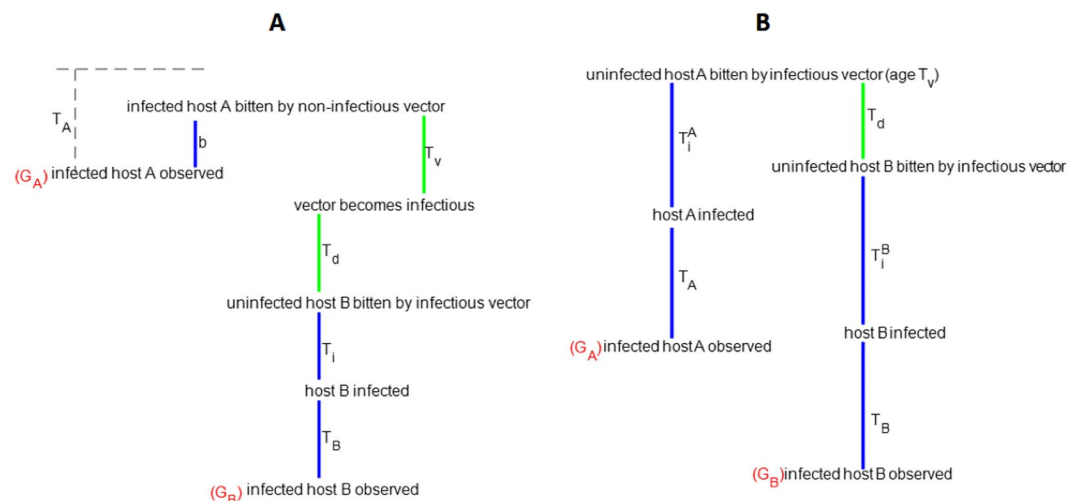 A
infected host A bitten by non-infectious vector
T_A
b
T_v
(G_A) infected host A observed
vector becomes infectious
T_d
uninfected host B bitten by infectious vector
T_i
host B infected
T_B
(G_B) infected host B observed
B
uninfected host A bitten by infectious vector (age T_v)
T_i^A
T_d
uninfected host B bitten by infectious vector
host A infected
T_i^B
T_A
host B infected
(G_A) infected host A observed
T_B
(G_B) infected host B observed